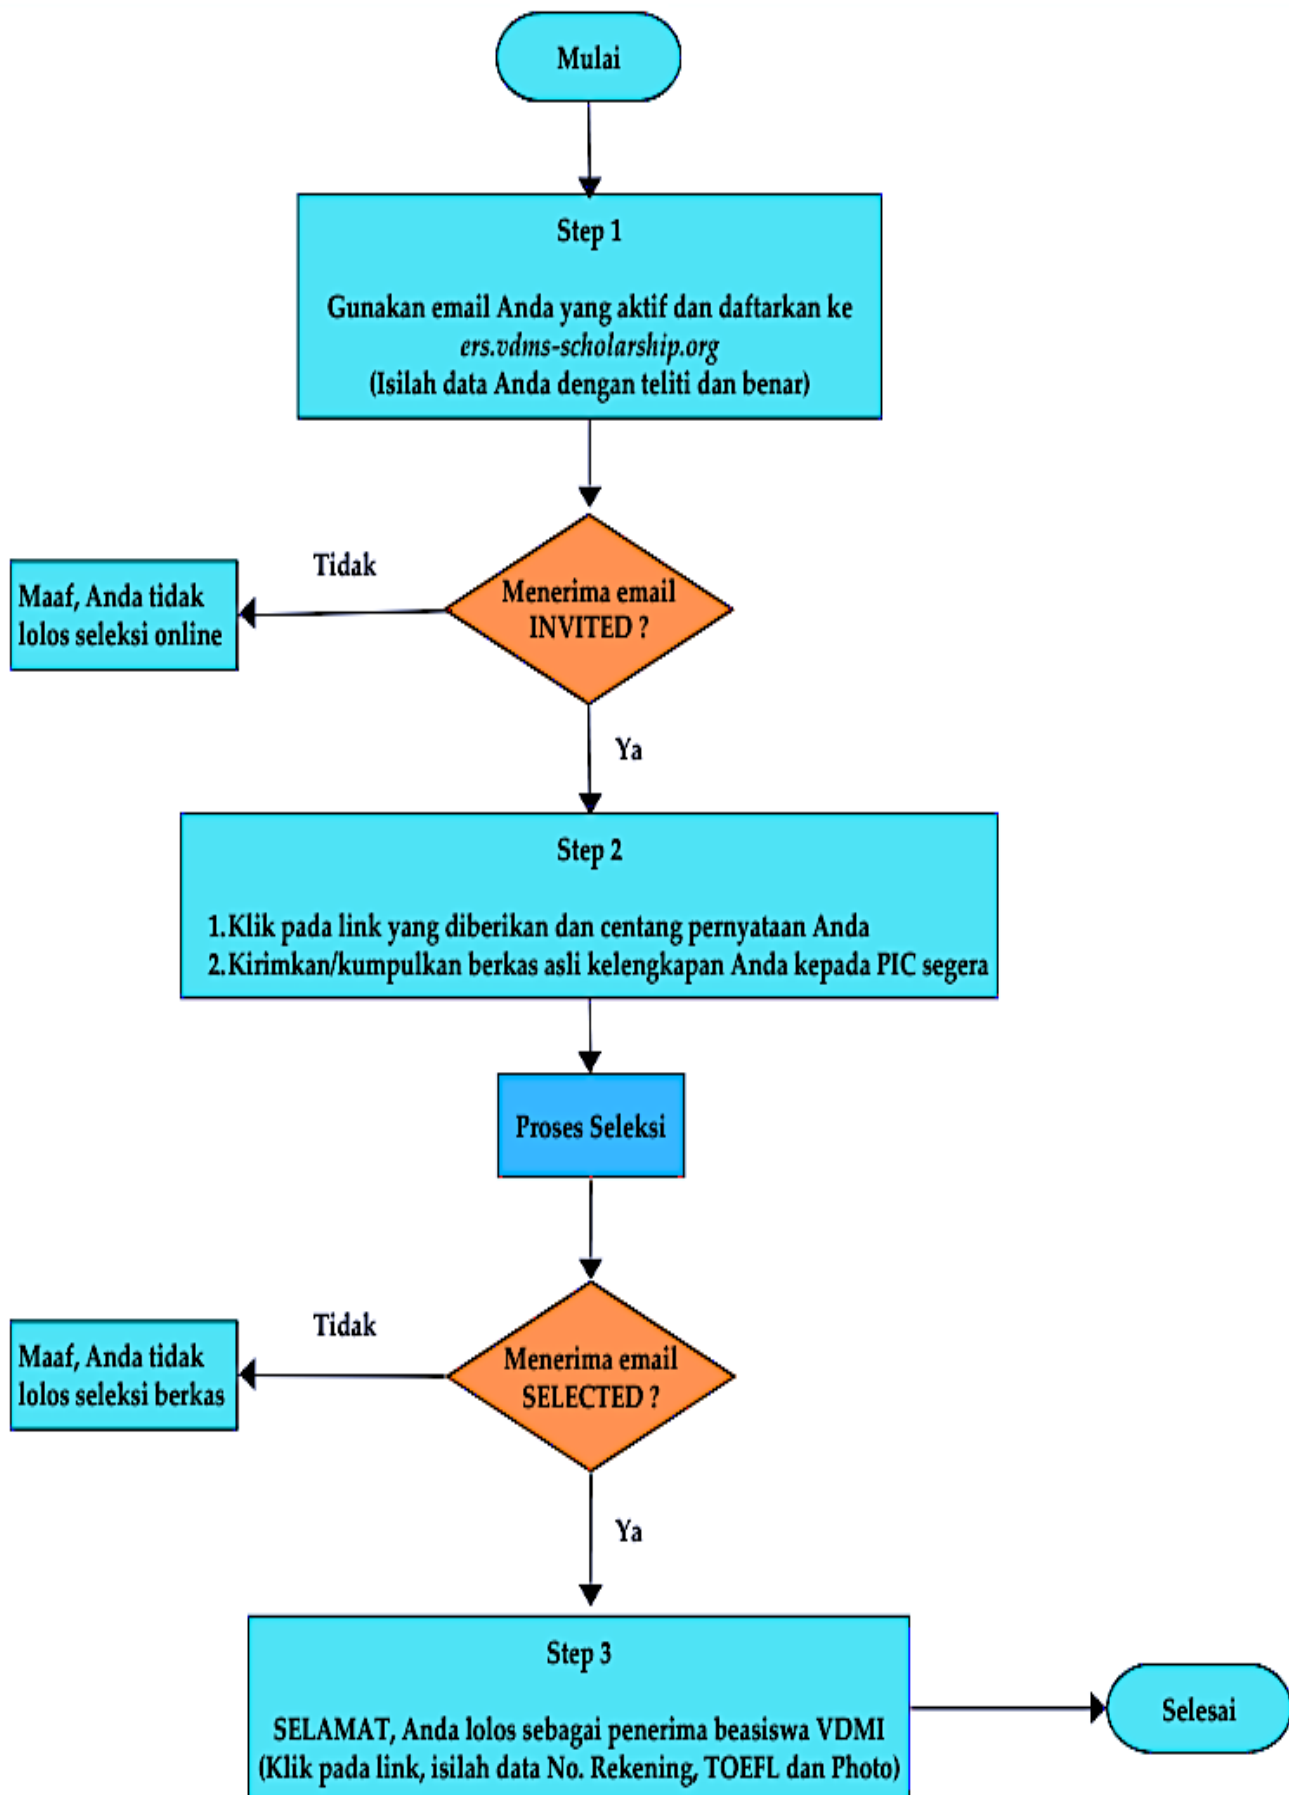 Mulai
Step 1
Gunakan email Anda yang aktif dan daftarkan ke
ers.vdms-scholarship.org
(Isilah data Anda dengan teliti dan benar)
Tidak
Menerima email
INVITED ?
Maaf, Anda tidak
lolos seleksi online
Ya
Step 2
1.Klik pada link yang diberikan dan centang pernyataan Anda
2.Kirimkan/kumpulkan berkas asli kelengkapan Anda kepada PIC segera
Proses Seleksi
Tidak
Menerima email
SELECTED ?
Maaf, Anda tidak
lolos seleksi berkas
Ya
Step 3
SELAMAT, Anda lolos sebagai penerima beasiswa VDMI
(Klik pada link, isilah data No. Rekening, TOEFL dan Photo)
Selesai